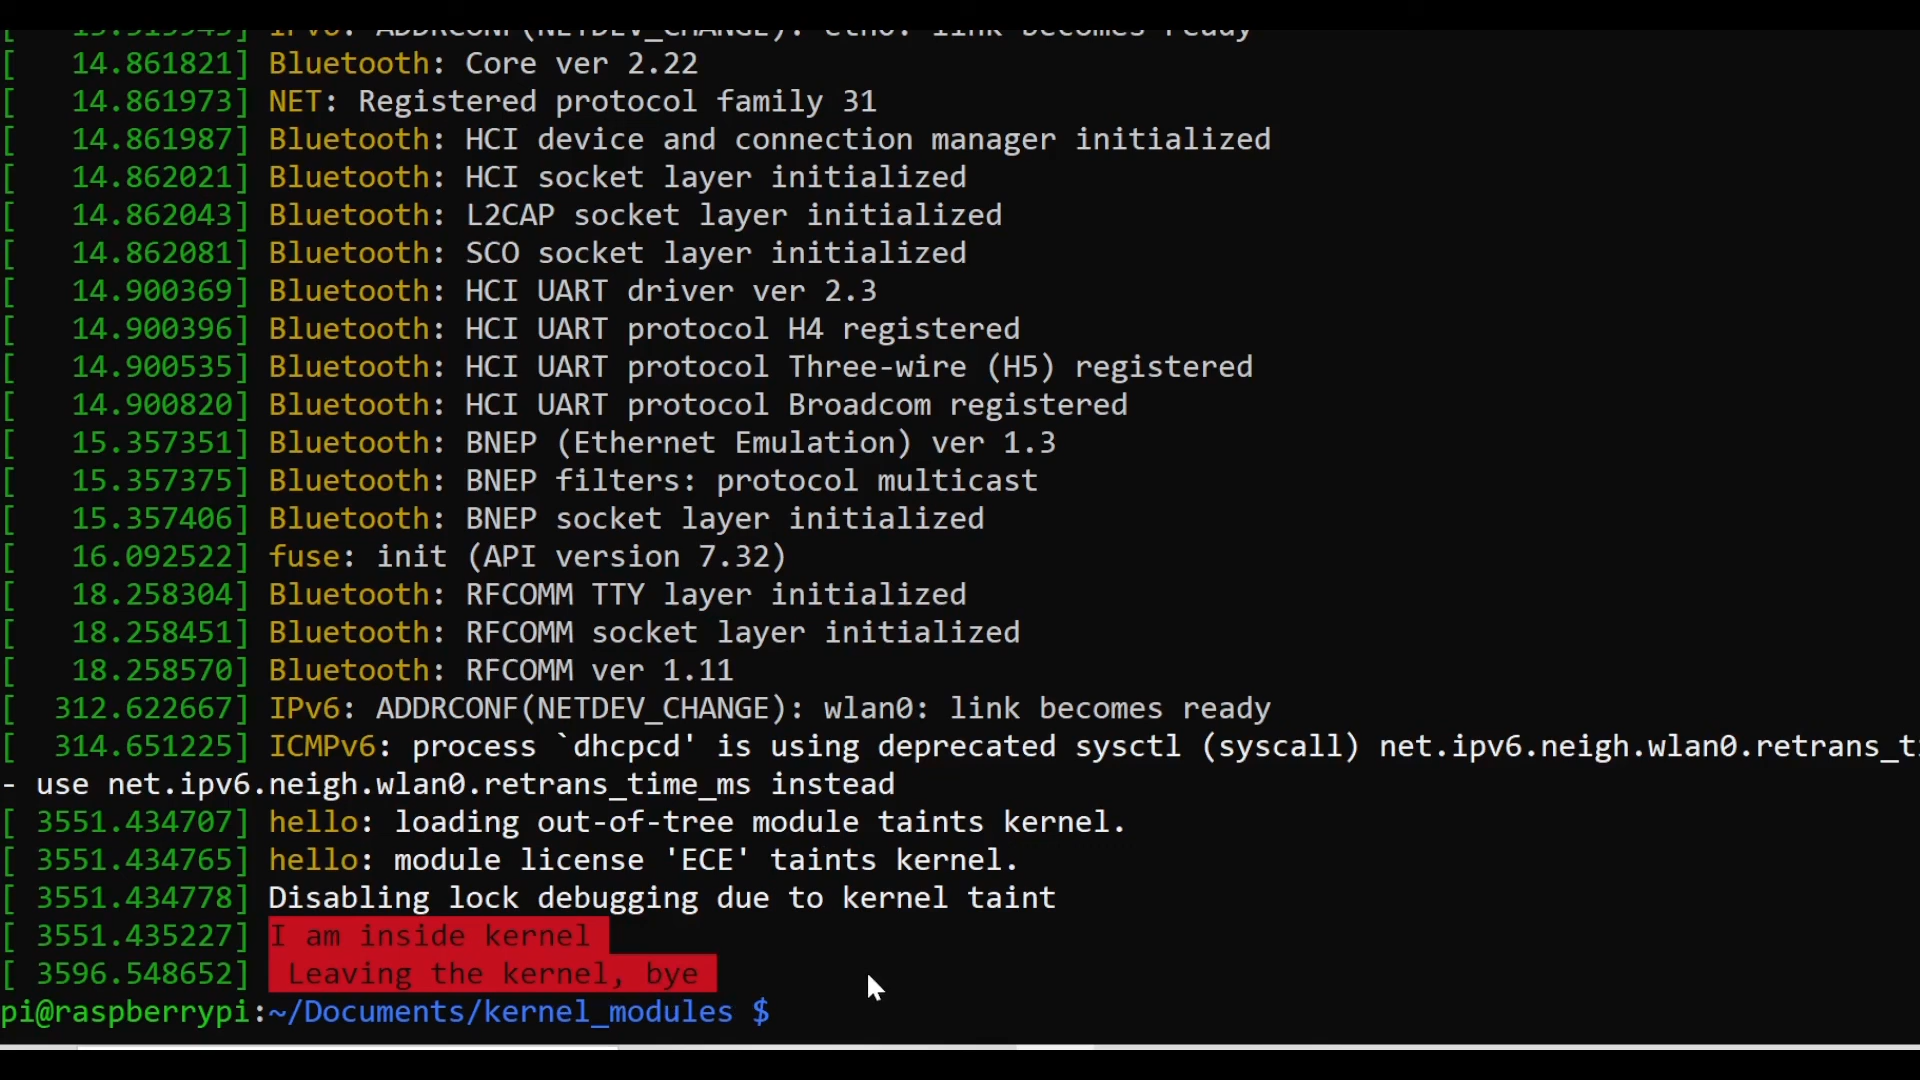 [   14.861821] Bluetooth: Core ver 2.22
[   14.861973] NET: Registered protocol family 31
[   14.861987] Bluetooth: HCI device and connection manager initialized
[   14.862021] Bluetooth: HCI socket layer initialized
[   14.862043] Bluetooth: L2CAP socket layer initialized
[   14.862081] Bluetooth: SCO socket layer initialized
[   14.900369] Bluetooth: HCI UART driver ver 2.3
[   14.900396] Bluetooth: HCI UART protocol H4 registered
[   14.900535] Bluetooth: HCI UART protocol Three-wire (H5) registered
[   14.900820] Bluetooth: HCI UART protocol Broadcom registered
[   15.357351] Bluetooth: BNEP (Ethernet Emulation) ver 1.3
[   15.357375] Bluetooth: BNEP filters: protocol multicast
[   15.357406] Bluetooth: BNEP socket layer initialized
[   16.092522] fuse: init (API version 7.32)
[   18.258304] Bluetooth: RFCOMM TTY layer initialized
[   18.258451] Bluetooth: RFCOMM socket layer initialized
[   18.258570] Bluetooth: RFCOMM ver 1.11
[  312.622667] IPv6: ADDRCONF(NETDEV_CHANGE): wlan0: link becomes ready
[  314.651225] ICMPv6: process `dhcpcd' is using deprecated sysctl (syscall)
- use net.ipv6.neigh.wlan0.retrans_time_ms instead
[ 3551.434707] hello: loading out-of-tree module taints kernel.
[ 3551.434765] hello: module license 'ECE' taints kernel.
[ 3551.434778] Disabling lock debugging due to kernel taint
[ 3551.435227] I am inside kernel
[ 3596.548652]  Leaving the kernel, bye
pi@raspberrypi:~/Documents/kernel_modules $